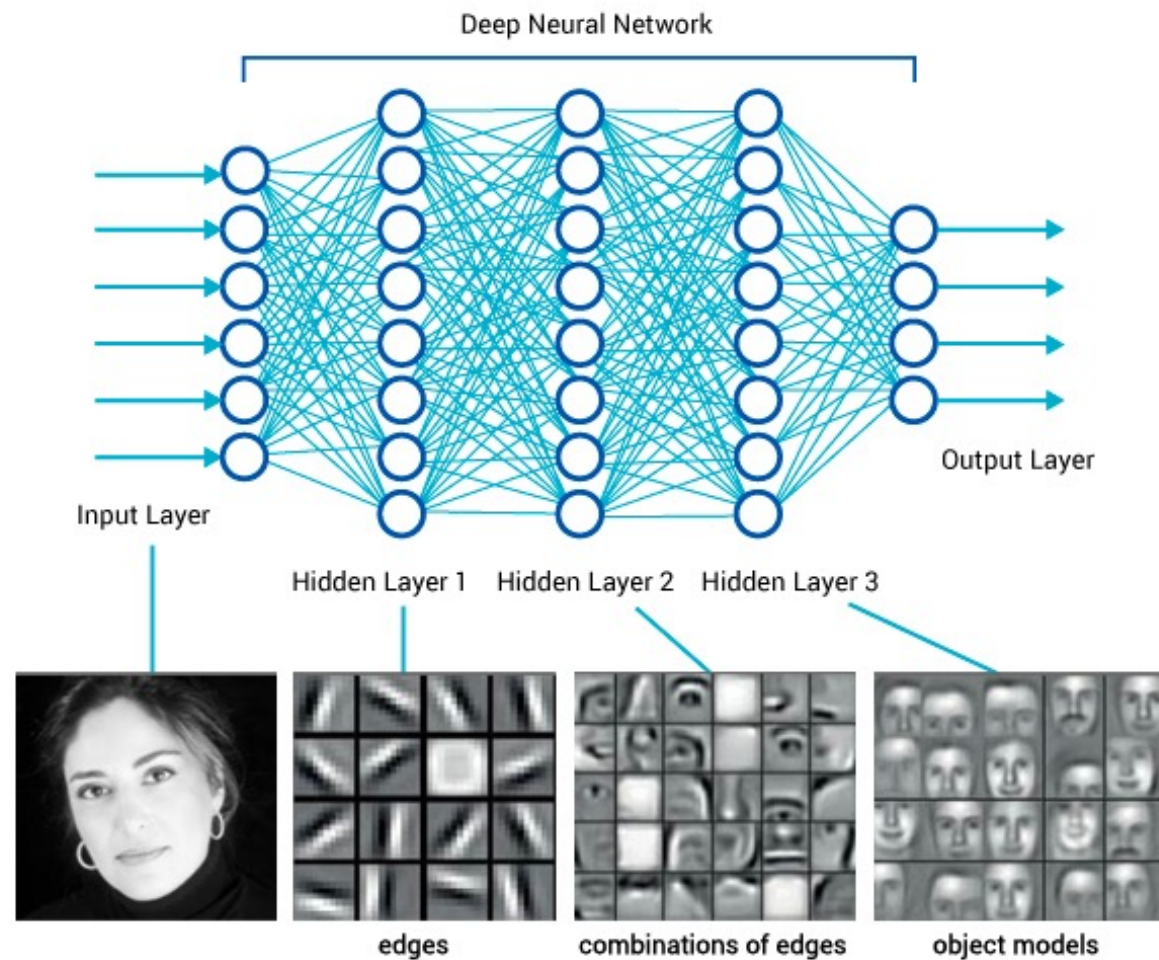 Deep Neural Network
Output Layer
Input Layer
Hidden Layer 1 Hidden Layer 2 Hidden Layer 3
edges combinations of edges object models